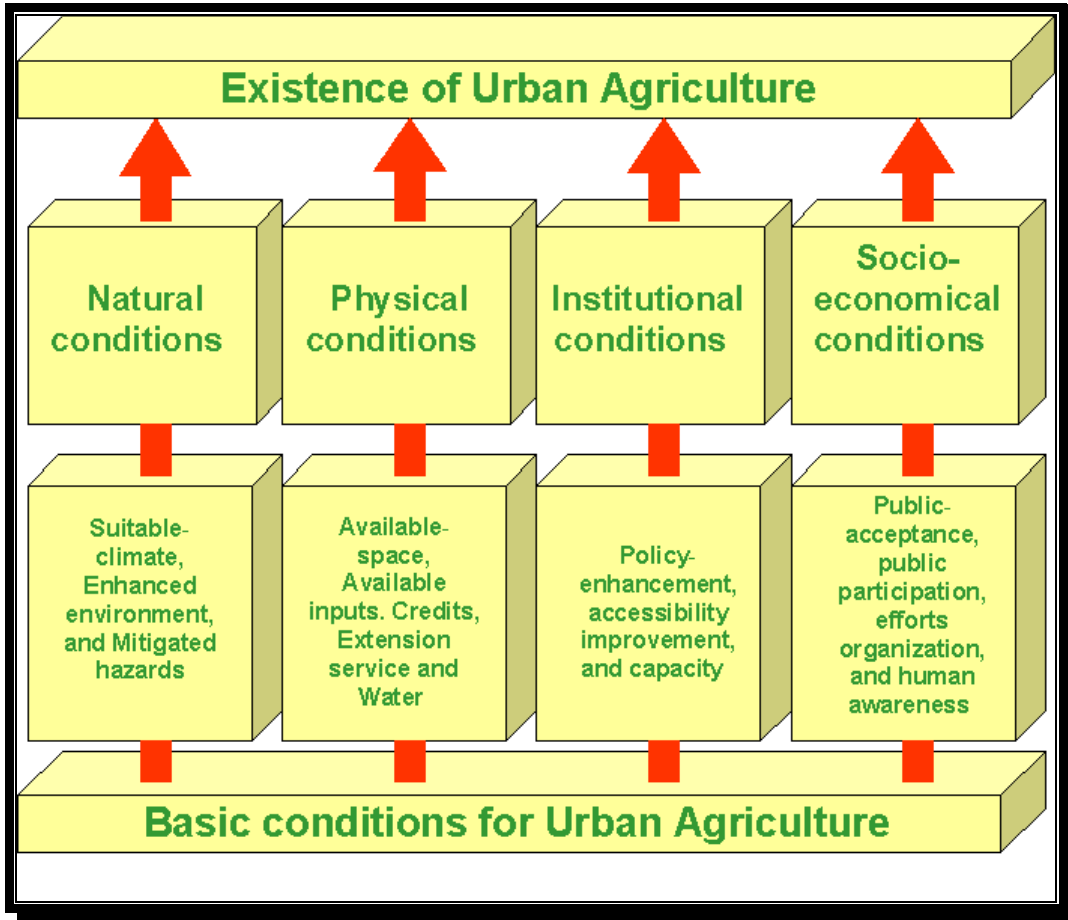 Existence of Urban Agriculture
Natural
conditions
Physical
conditions
Institutional
conditions
Socio-
economical
conditions
Suitable-
climate,
Enhanced
environment,
and Mitigated
hazards
Available-
space,
Available
inputs. Credits,
Extension
service and
Water
Policy-
enhancement,
accessibility
improvement,
and capacity
Public-
acceptance,
public
participation,
efforts
organization,
and human
awareness
Basic conditions for Urban Agriculture